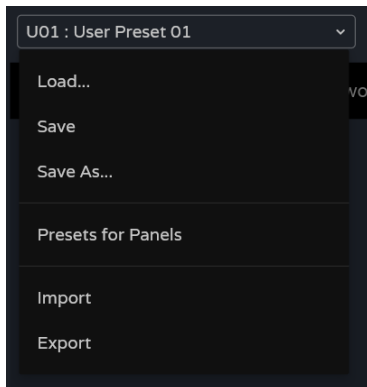 U01 : User Preset 01
Load...
Save
Save As...
Presets for Panels
Import
Export